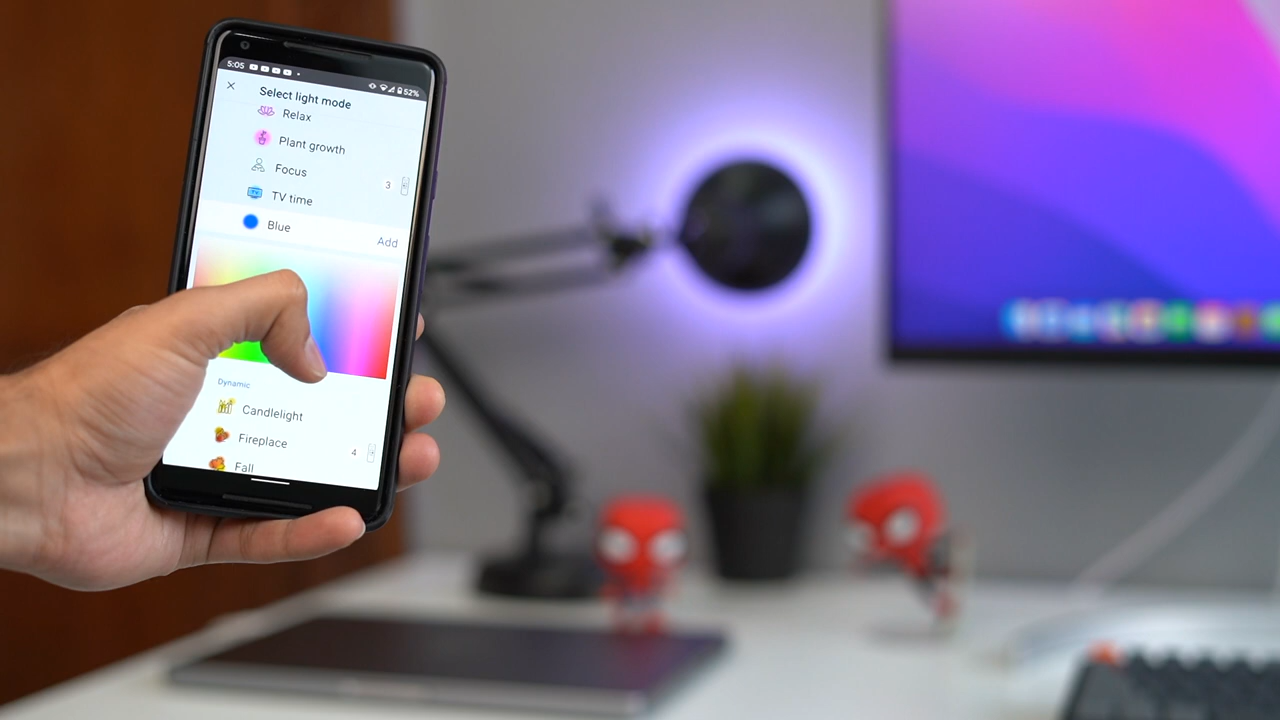 5:05
52%
Select light mode
Relax
Plant growth
Focus
3
TV time
Blue
Add
Dynamic
Candlelight
Fireplace
4
Fall